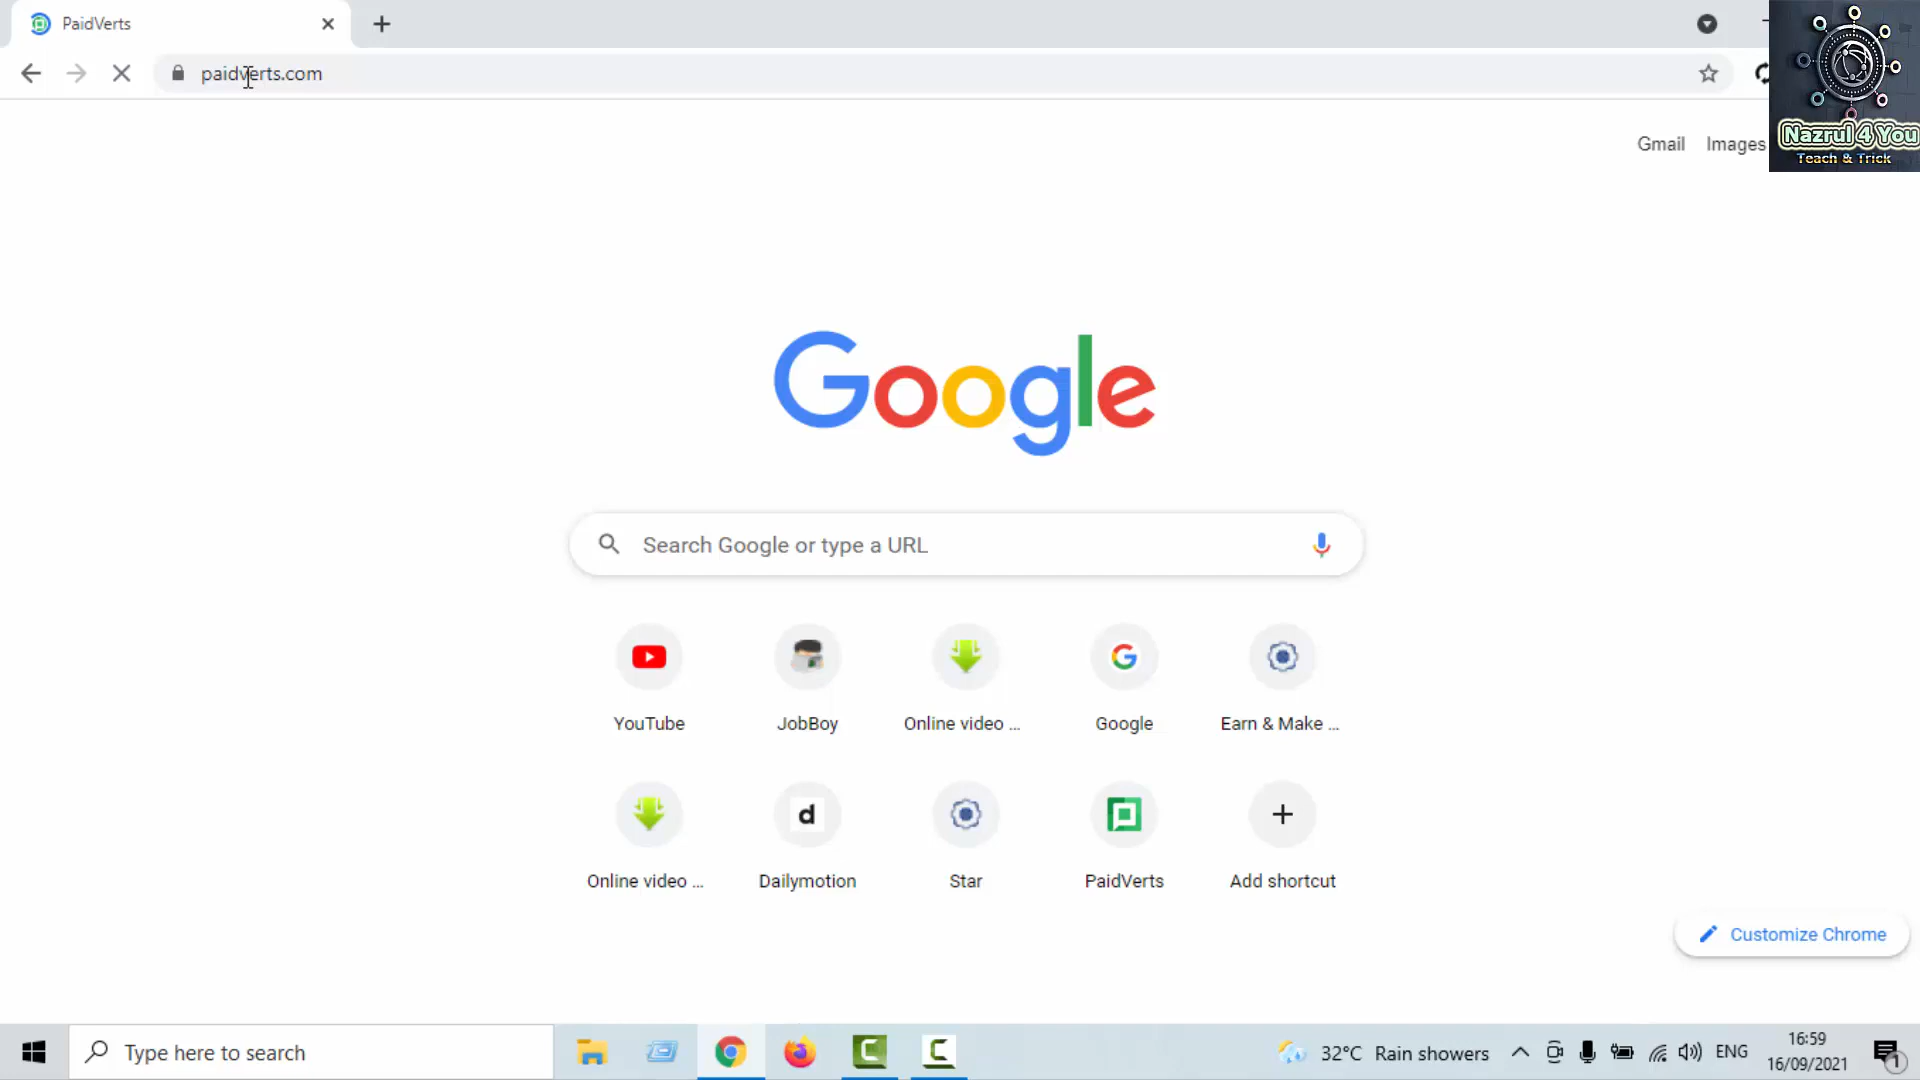 PaidVerts
paidverts.com
Gmail Images
Nazrul 4 You
Teach & Trick
Google
Search Google or type a URL
YouTube JobBoy Online video ... Google Earn & Make ...
Online video ... Dailymotion Star PaidVerts Add shortcut
Customize Chrome
Type here to search
32°C Rain showers ENG
16:59
16/09/2021
1